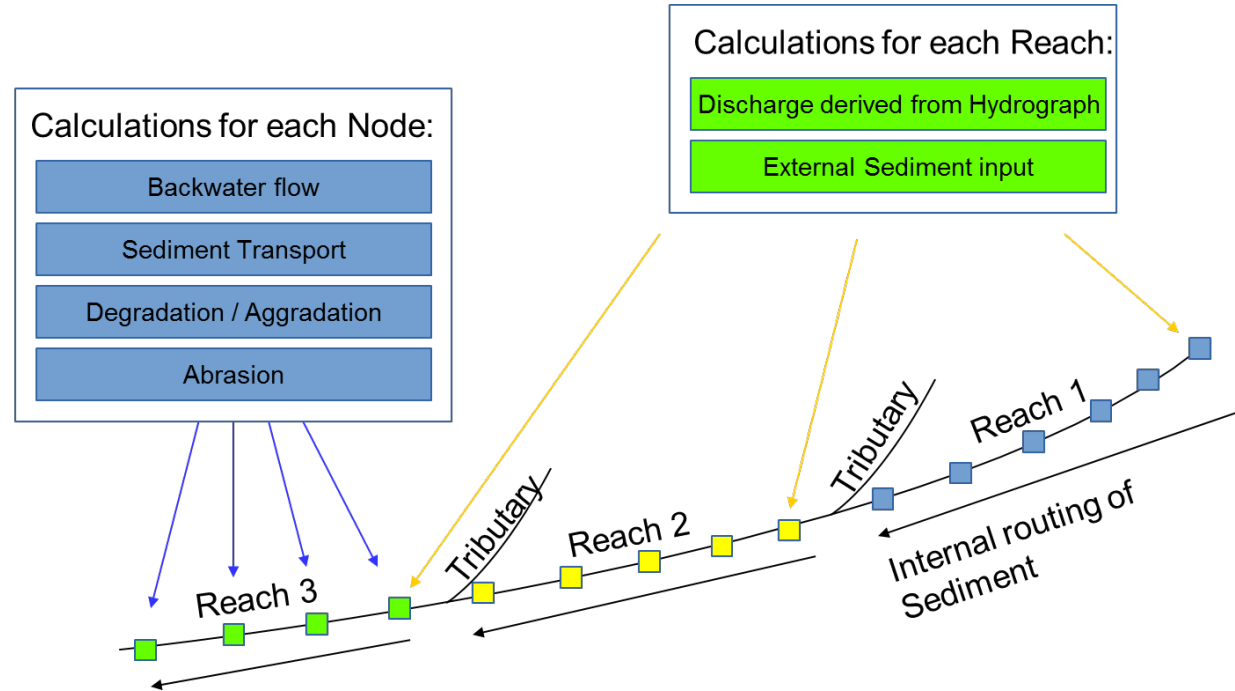 Calculations for each Reach:
Discharge derived from Hydrograph
External Sediment input
Calculations for each Node:
Backwater flow
Sediment Transport
Degradation / Aggradation
Abrasion
Reach 1
Tributary
Reach 2
Tributary
Reach 3
Internal routing of
Sediment